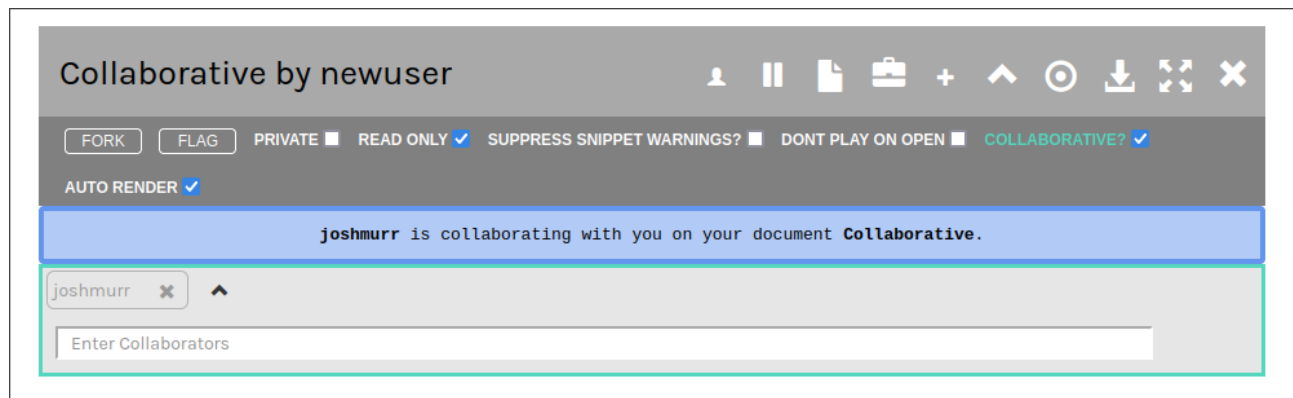 Collaborative by newuser
FORK FLAG PRIVATE READ ONLY SUPPRESS SNIPPET WARNINGS? DONT PLAY ON OPEN COLLABORATIVE?
AUTO RENDER
joshmurr is collaborating with you on your document Collaborative.
joshmurr
Enter Collaborators